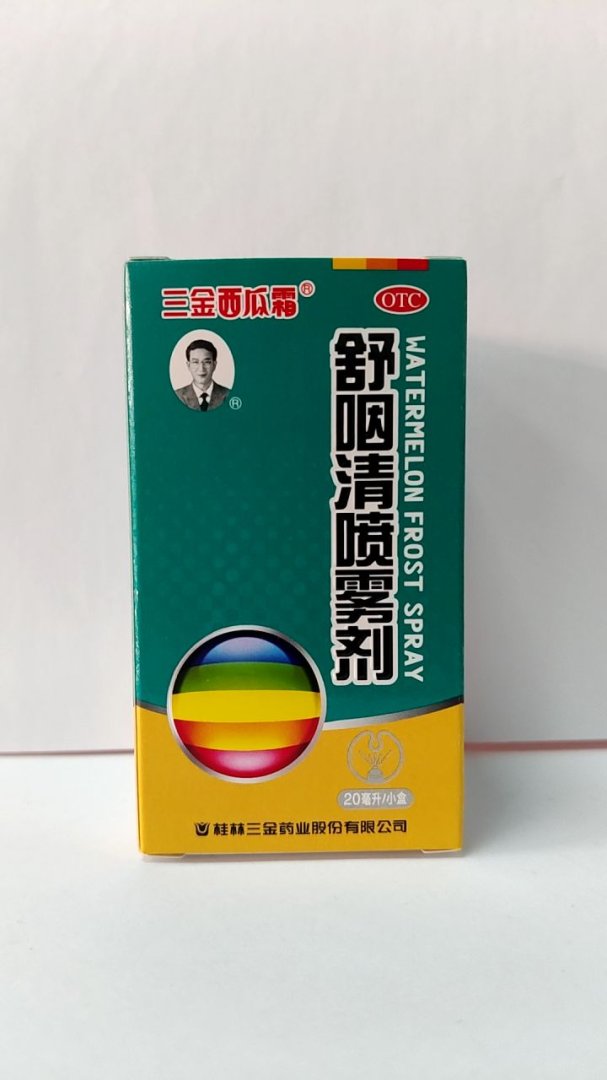 三金西瓜霜®
OTC
®
舒咽清喷雾剂
WATERMELON FROST SPRAY
20毫升/小盒
桂林三金药业股份有限公司